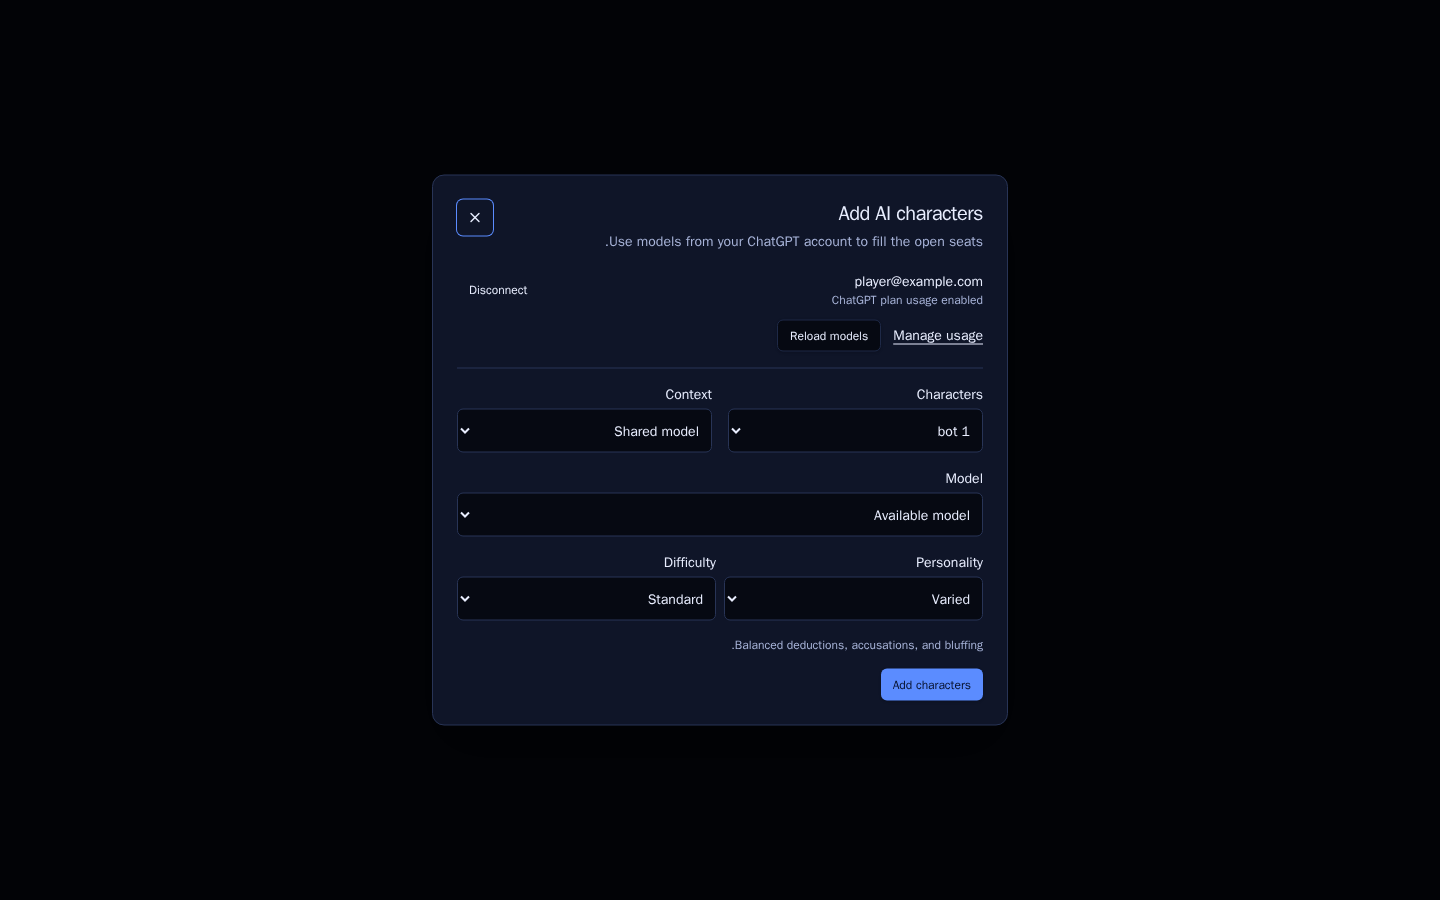 Add AI characters
.Use models from your ChatGPT account to fill the open seats
player@example.com
ChatGPT plan usage enabled
Disconnect
Manage usage
Reload models
Characters
bot 1
Context
Shared model
Model
Available model
Personality
Varied
Difficulty
Standard
.Balanced deductions, accusations, and bluffing
Add characters